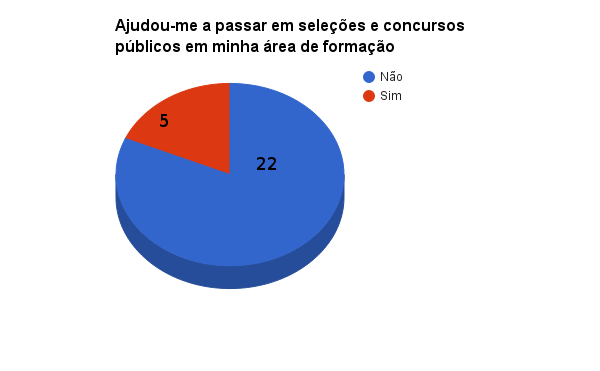 Ajudou-me a passar em seleções e concursos
públicos em minha área de formação
Não
Sim
5
22